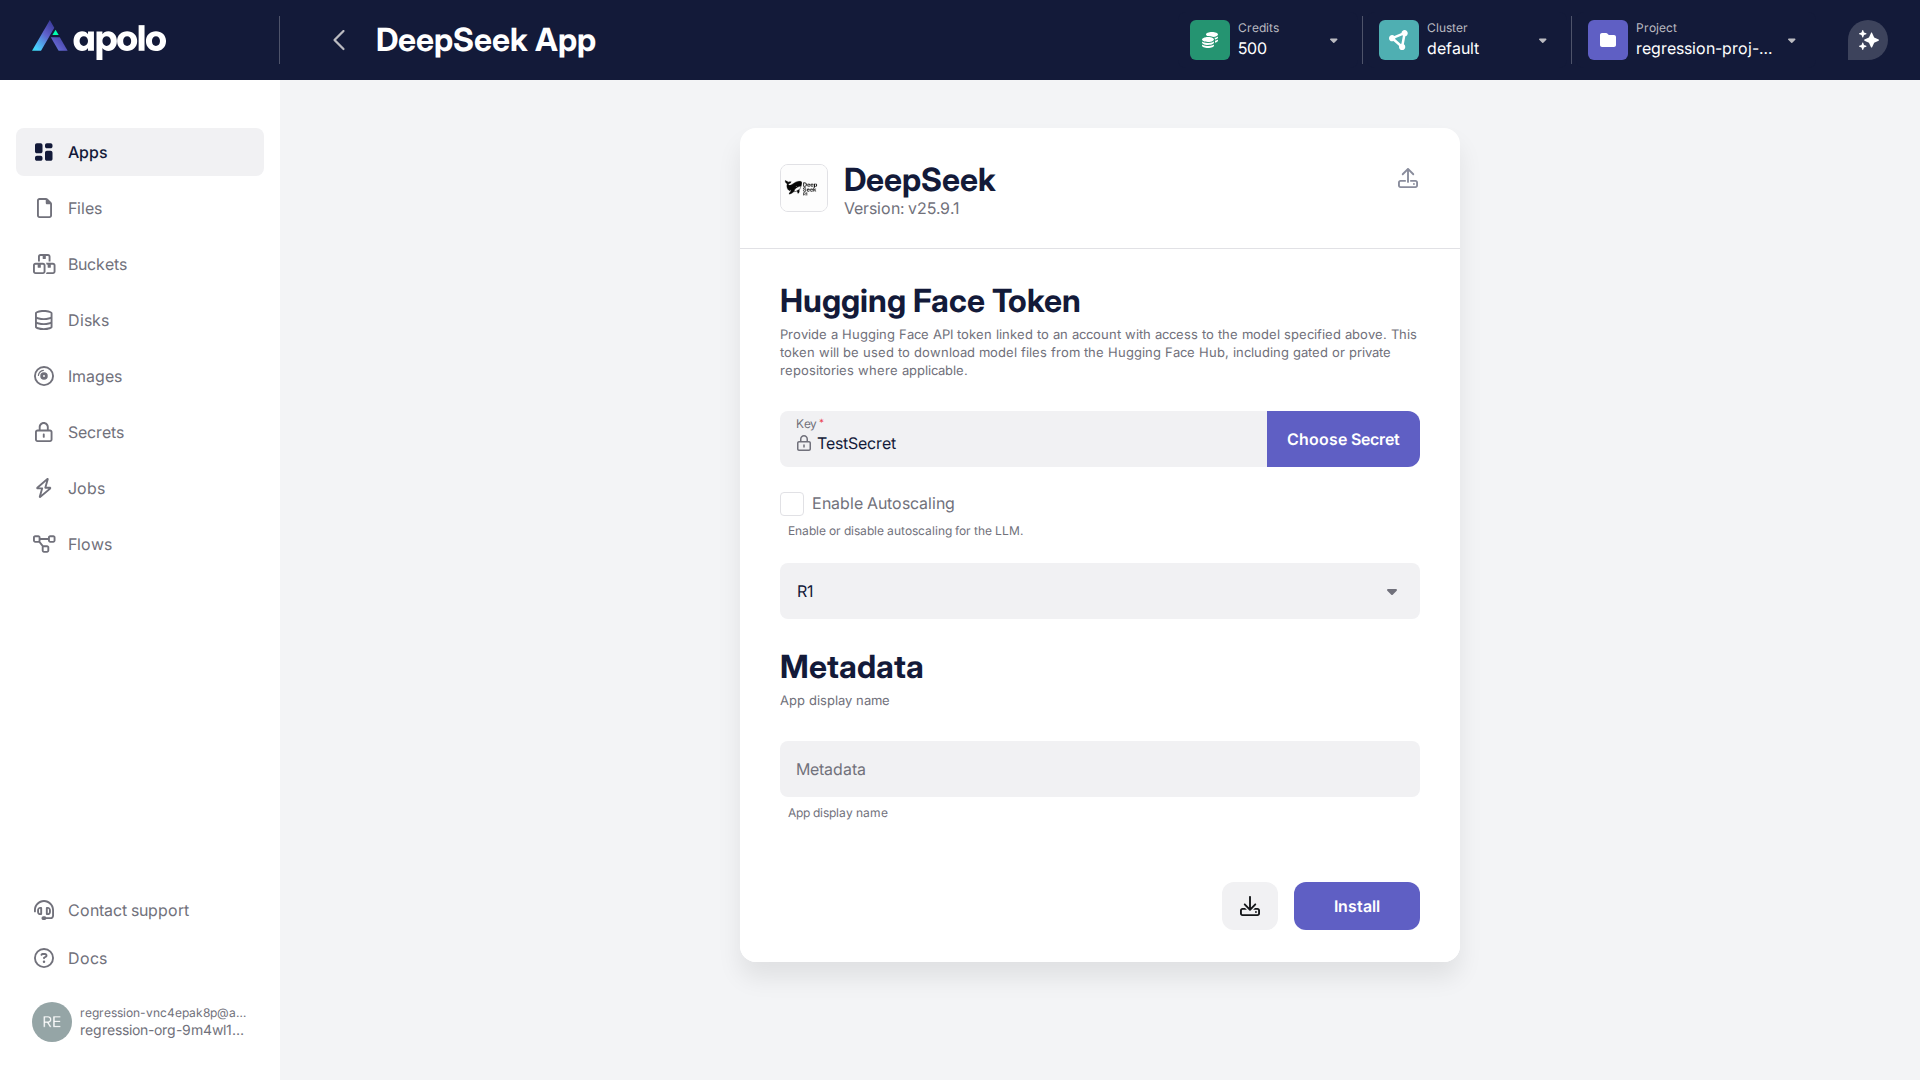 apolo
DeepSeek App
Credits
500
Cluster
default
Project
regression-proj-...
Apps
Files
Buckets
Disks
Images
Secrets
Jobs
Flows
Contact support
Docs
RE
regression-vnc4epak8p@a...
regression-org-9m4wl1...
deep
seek
DeepSeek
Version: v25.9.1
Hugging Face Token
Provide a Hugging Face API token linked to an account with access to the model specified above. This
token will be used to download model files from the Hugging Face Hub, including gated or private
repositories where applicable.
Key *
TestSecret
Choose Secret
Enable Autoscaling
Enable or disable autoscaling for the LLM.
R1
Metadata
App display name
Metadata
App display name
Install